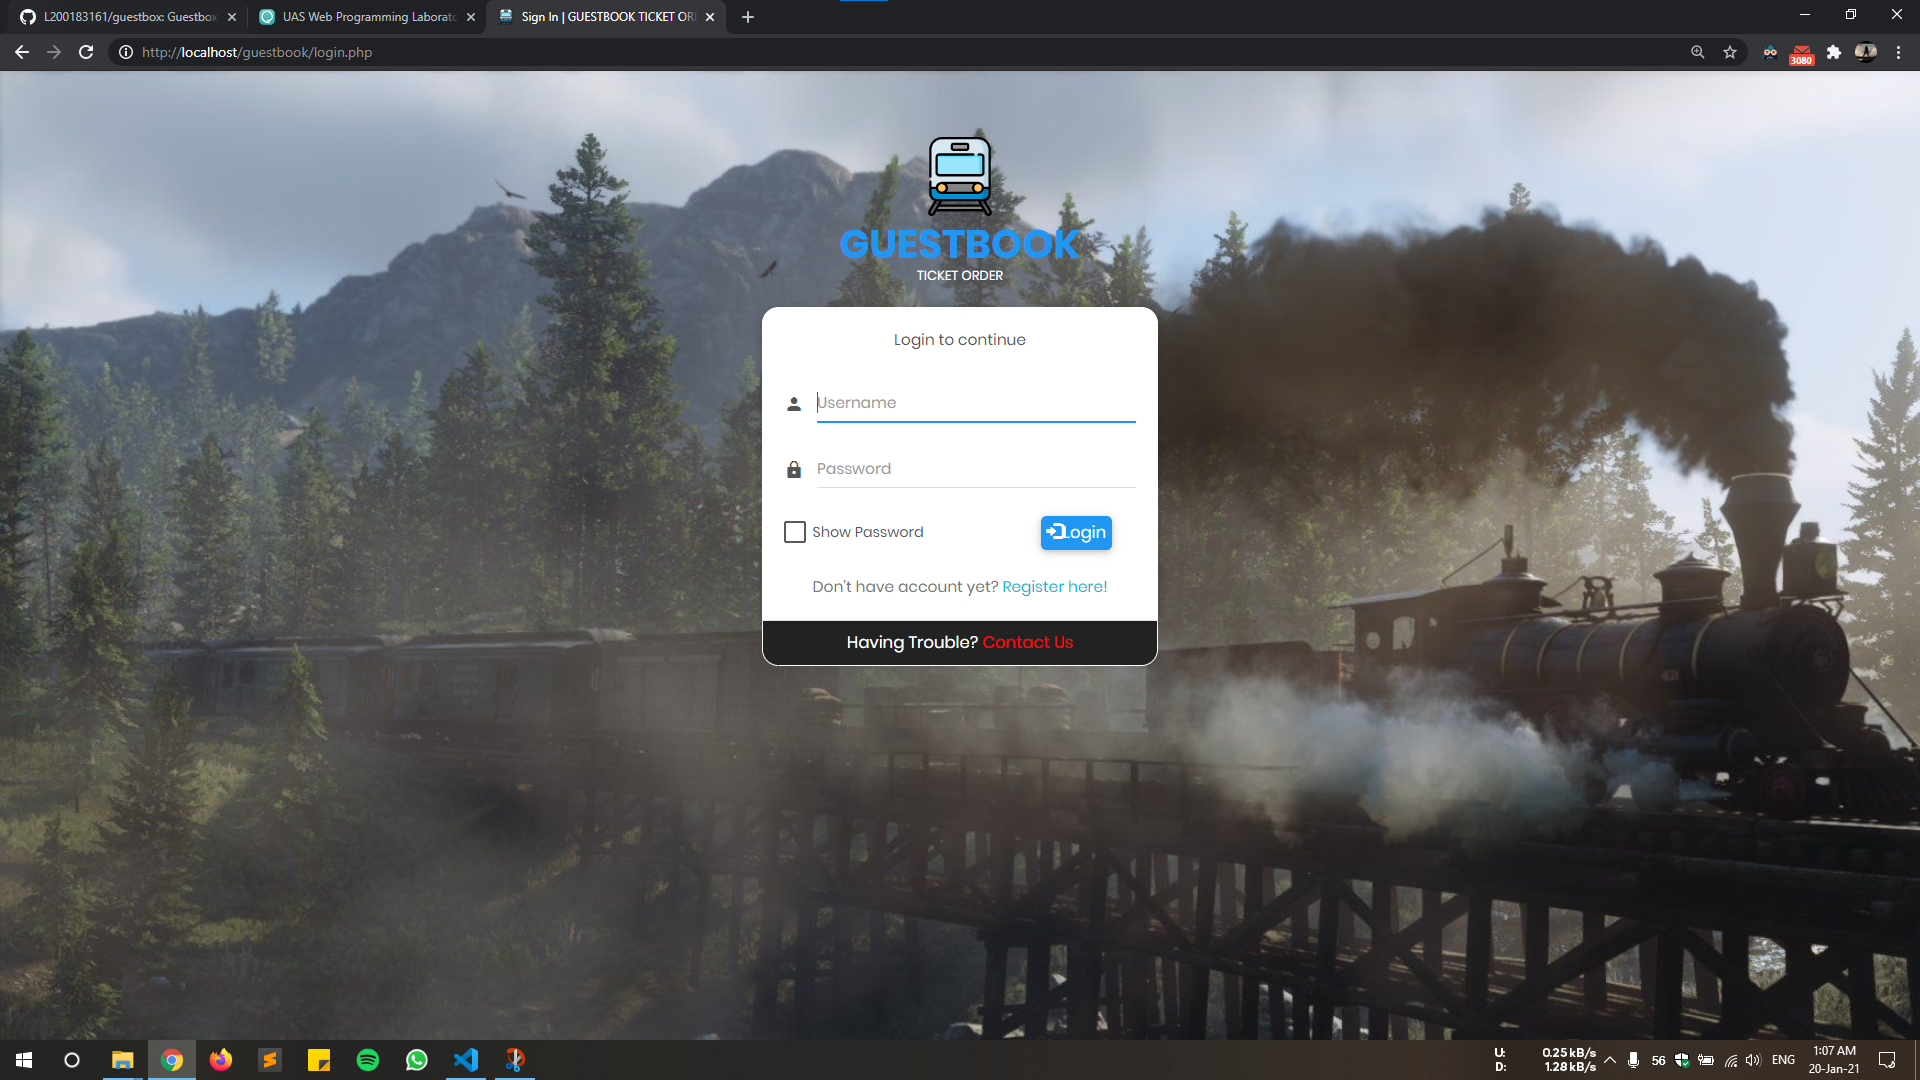 L200183161/guestbox: Guestbox
UAS Web Programming Laborato
Sign In | GUESTBOOK TICKET ORI
http://localhost/guestbook/login.php
3080
GUESTBOOK
TICKET ORDER
Login to continue
Username
Password
Show Password
Login
Don't have account yet? Register here!
Having Trouble? Contact Us
U: 0.25 kB/s
D: 1.28 kB/s
56
ENG
1:07 AM
20-Jan-21